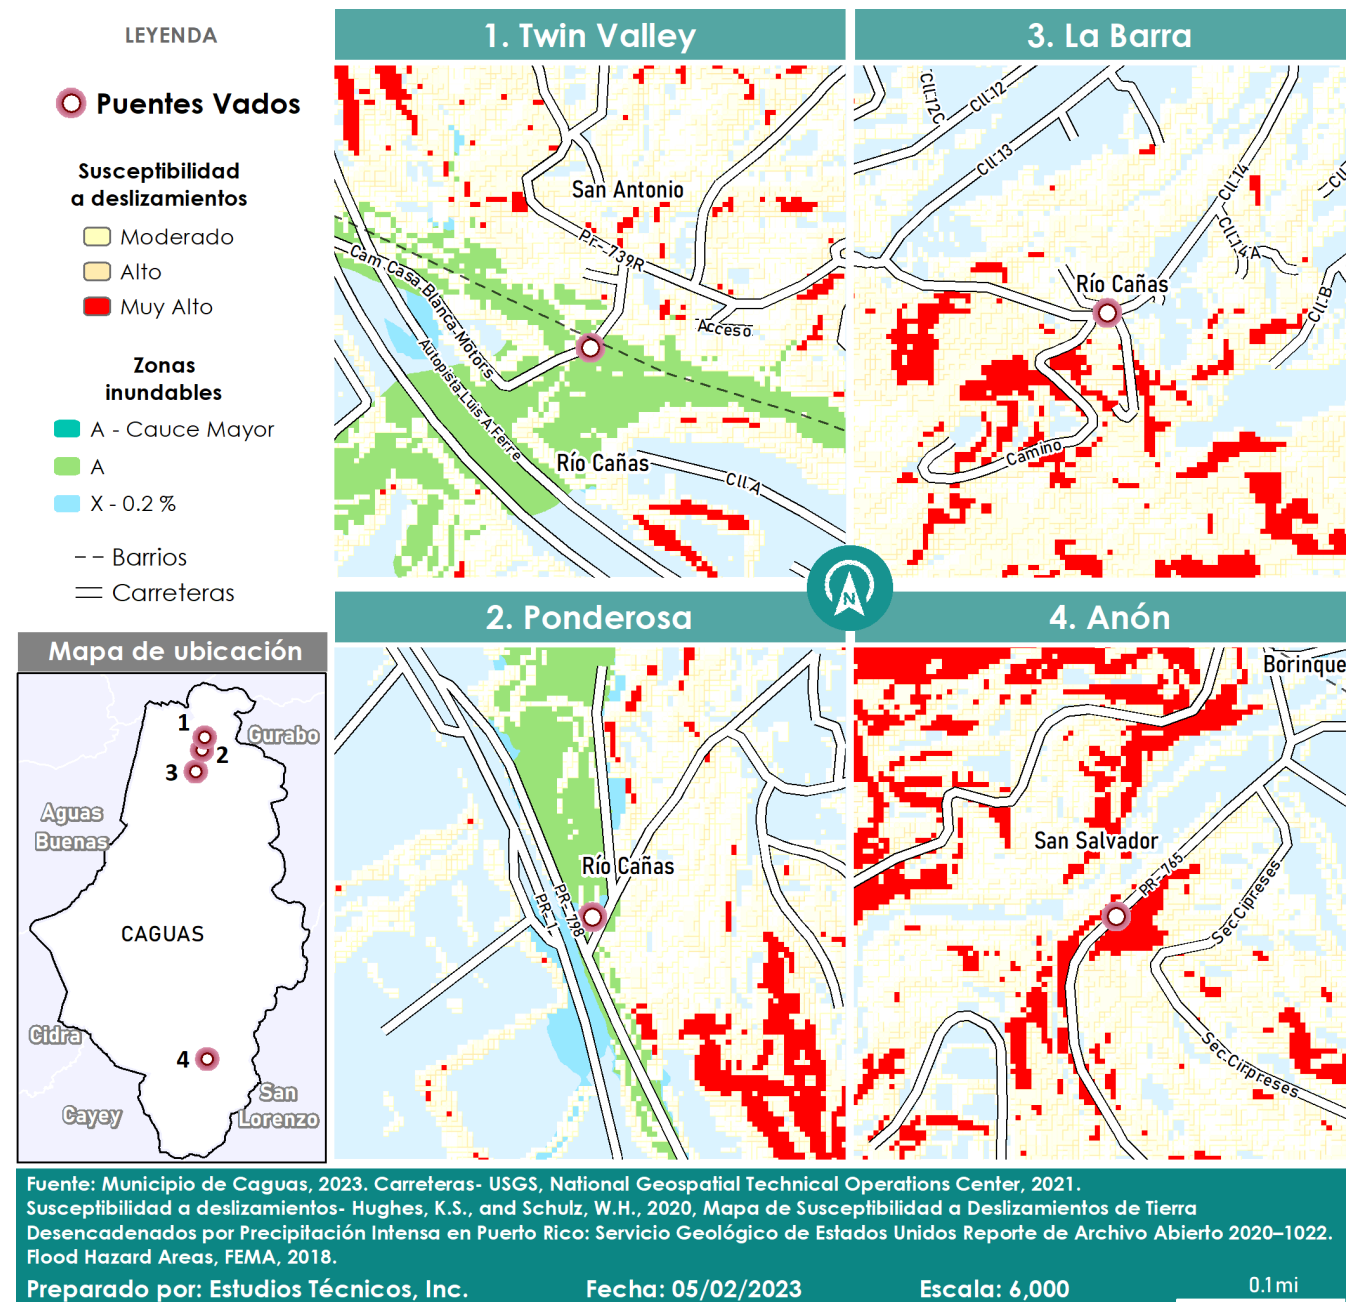 LEYENDA
Puentes Vados
Susceptibilidad
a deslizamientos
Moderado
Alto
Muy Alto
Zonas
inundables
A - Cauce Mayor
A
X - 0.2 %
Barrios
Carreteras
Mapa de ubicación
1
2
3
4
Gurabo
Aguas
Buenas
CAGUAS
Cidra
Cayey
San
Lorenzo
1. Twin Valley
San Antonio
Pr--739R
Cam Casa Blanca Motors
Autopista Luis A Ferre
Acceso
Río Cañas
Cll A
3. La Barra
Cll 12C
Cll 12
Cll 13
Cll 14
Cll 14 A
Cll B
Río Cañas
Camino
N
2. Ponderosa
Río Cañas
PR-798
PR-1
4. Anón
Borinque
San Salvador
PR-765
Sec Cipreses
Sec Cirpreses
Fuente: Municipio de Caguas, 2023. Carreteras- USGS, National Geospatial Technical Operations Center, 2021.
Susceptibilidad a deslizamientos- Hughes, K.S., and Schulz, W.H., 2020, Mapa de Susceptibilidad a Deslizamientos de Tierra
Desencadenados por Precipitación Intensa en Puerto Rico: Servicio Geológico de Estados Unidos Reporte de Archivo Abierto 2020–1022.
Flood Hazard Areas, FEMA, 2018.
Preparado por: Estudios Técnicos, Inc.
Fecha: 05/02/2023
Escala: 6,000
0.1 mi